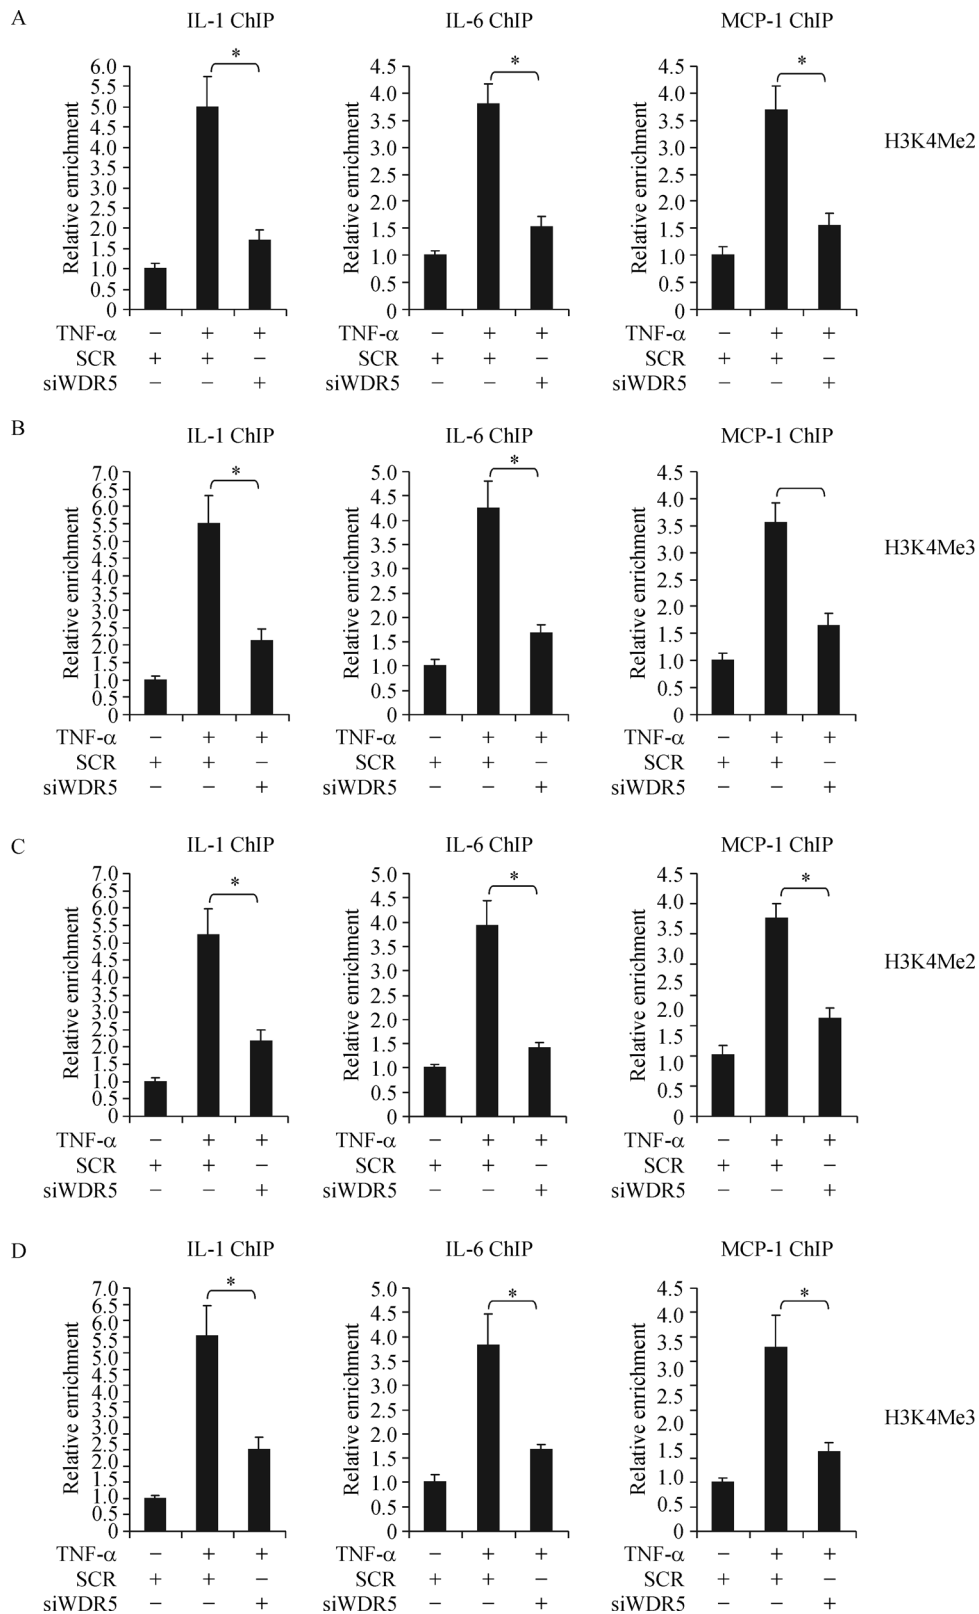 A
IL-1 ChIP
Relative enrichment
6.0 5.5 5.0 4.5 4.0 3.5 3.0 2.5 2.0 1.5 1.0 0.5 0
*
TNF-α − + +
SCR + + −
siWDR5 − − +
IL-6 ChIP
Relative enrichment
4.5 4.0 3.5 3.0 2.5 2.0 1.5 1.0 0.5 0
*
TNF-α − + +
SCR + + −
siWDR5 − − +
MCP-1 ChIP
Relative enrichment
4.5 4.0 3.5 3.0 2.5 2.0 1.5 1.0 0.5 0
*
TNF-α − + +
SCR + + −
siWDR5 − − +
H3K4Me2
B
IL-1 ChIP
Relative enrichment
7.0 6.5 6.0 5.5 5.0 4.5 4.0 3.5 3.0 2.5 2.0 1.5 1.0 0.5 0
*
TNF-α − + +
SCR + + −
siWDR5 − − +
IL-6 ChIP
Relative enrichment
5.0 4.5 4.0 3.5 3.0 2.5 2.0 1.5 1.0 0.5 0
*
TNF-α − + +
SCR + + −
siWDR5 − − +
MCP-1 ChIP
Relative enrichment
4.5 4.0 3.5 3.0 2.5 2.0 1.5 1.0 0.5 0
TNF-α − + +
SCR + + −
siWDR5 − − +
H3K4Me3
C
IL-1 ChIP
Relative enrichment
7.0 6.5 6.0 5.5 5.0 4.5 4.0 3.5 3.0 2.5 2.0 1.5 1.0 0.5 0
*
TNF-α − + +
SCR + + −
siWDR5 − − +
IL-6 ChIP
Relative enrichment
5.0 4.5 4.0 3.5 3.0 2.5 2.0 1.5 1.0 0.5 0
*
TNF-α − + +
SCR + + −
siWDR5 − − +
MCP-1 ChIP
Relative enrichment
4.5 4.0 3.5 3.0 2.5 2.0 1.5 1.0 0.5 0
*
TNF-α − + +
SCR + + −
siWDR5 − − +
H3K4Me2
D
IL-1 ChIP
Relative enrichment
7.0 6.5 6.0 5.5 5.0 4.5 4.0 3.5 3.0 2.5 2.0 1.5 1.0 0.5 0
*
TNF-α − + +
SCR + + −
siWDR5 − − +
IL-6 ChIP
Relative enrichment
5.0 4.5 4.0 3.5 3.0 2.5 2.0 1.5 1.0 0.5 0
*
TNF-α − + +
SCR + + −
siWDR5 − − +
MCP-1 ChIP
Relative enrichment
4.5 4.0 3.5 3.0 2.5 2.0 1.5 1.0 0.5 0
*
TNF-α − + +
SCR + + −
siWDR5 − − +
H3K4Me3